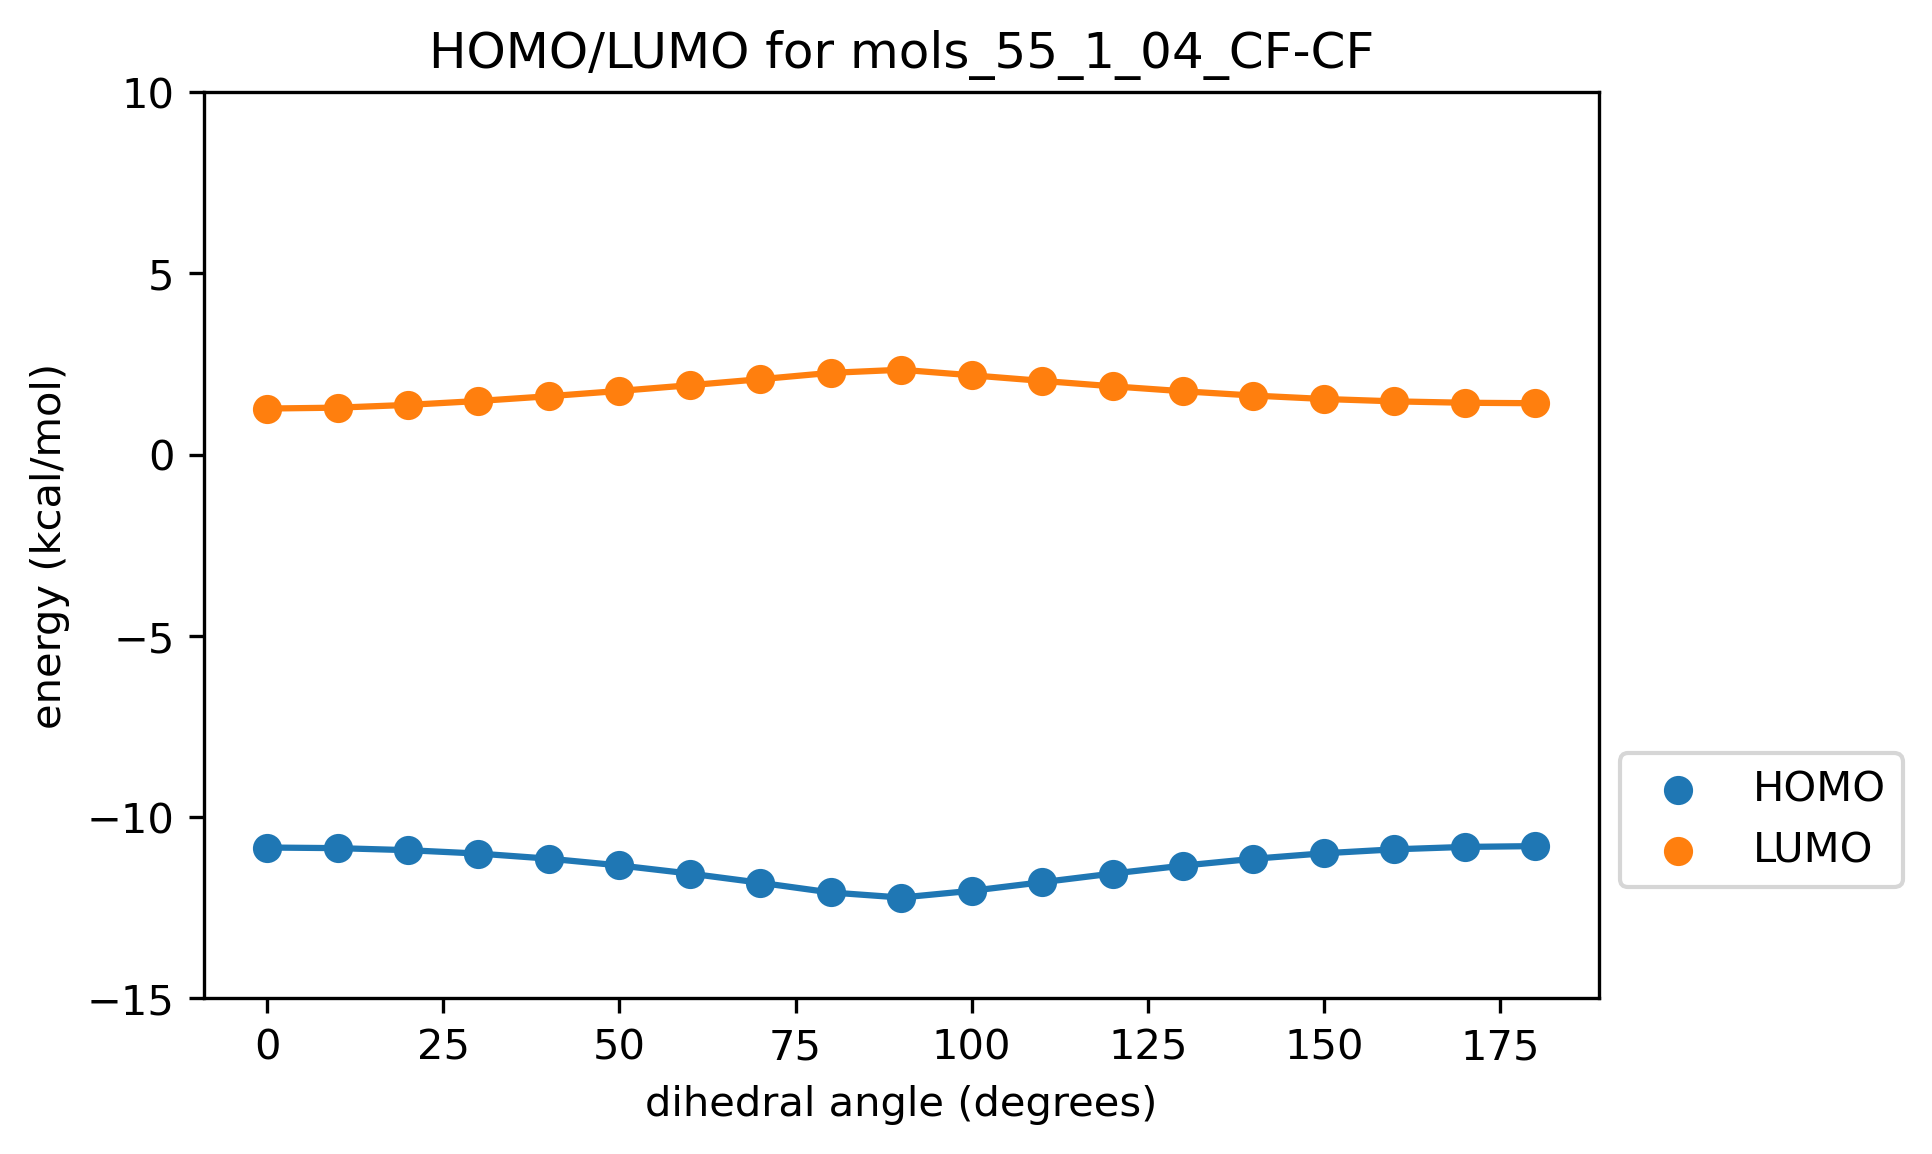 HOMO/LUMO for mols_55_1_04_CF-CF
10
5
0
−5
−10
−15
energy (kcal/mol)
0 25 50 75 100 125 150 175
dihedral angle (degrees)
HOMO
LUMO